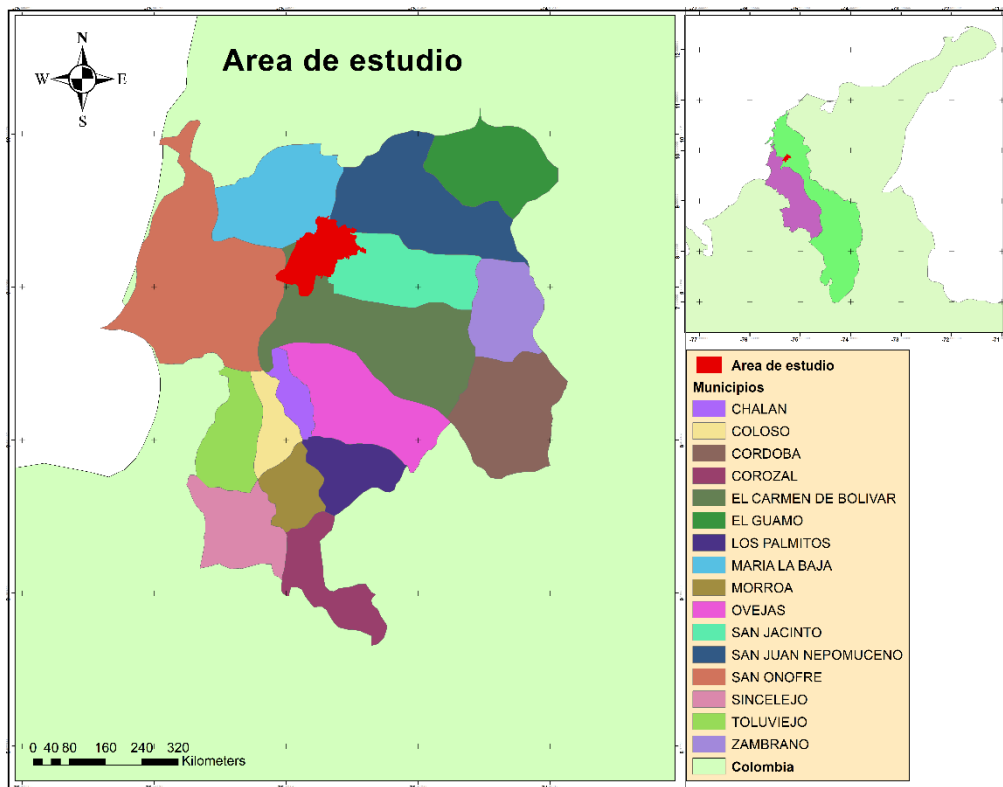 Area de estudio
N
W E
S
0 40 80 160 240 320
Kilometers
Area de estudio
Municipios
CHALAN
COLOSO
CORDOBA
COROZAL
EL CARMEN DE BOLIVAR
EL GUAMO
LOS PALMITOS
MARIA LA BAJA
MORROA
OVEJAS
SAN JACINTO
SAN JUAN NEPOMUCENO
SAN ONOFRE
SINCELEJO
TOLUVIEJO
ZAMBRANO
Colombia